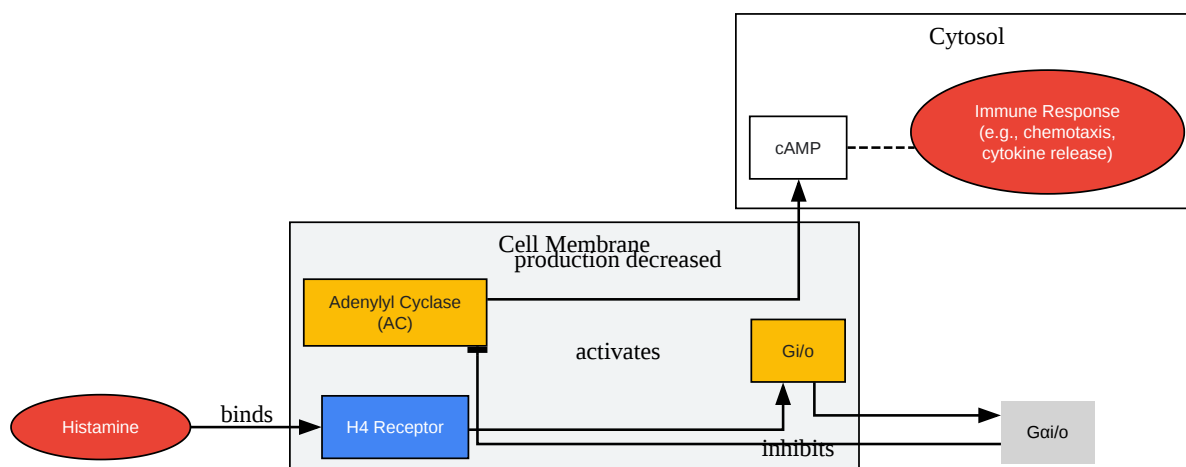 Cytosol
Immune Response
(e.g., chemotaxis,
cytokine release)
cAMP
Cell Membrane
production decreased
Adenylyl Cyclase
(AC)
activates
Gi/o
binds
Histamine
H4 Receptor
inhibits
Gαi/o